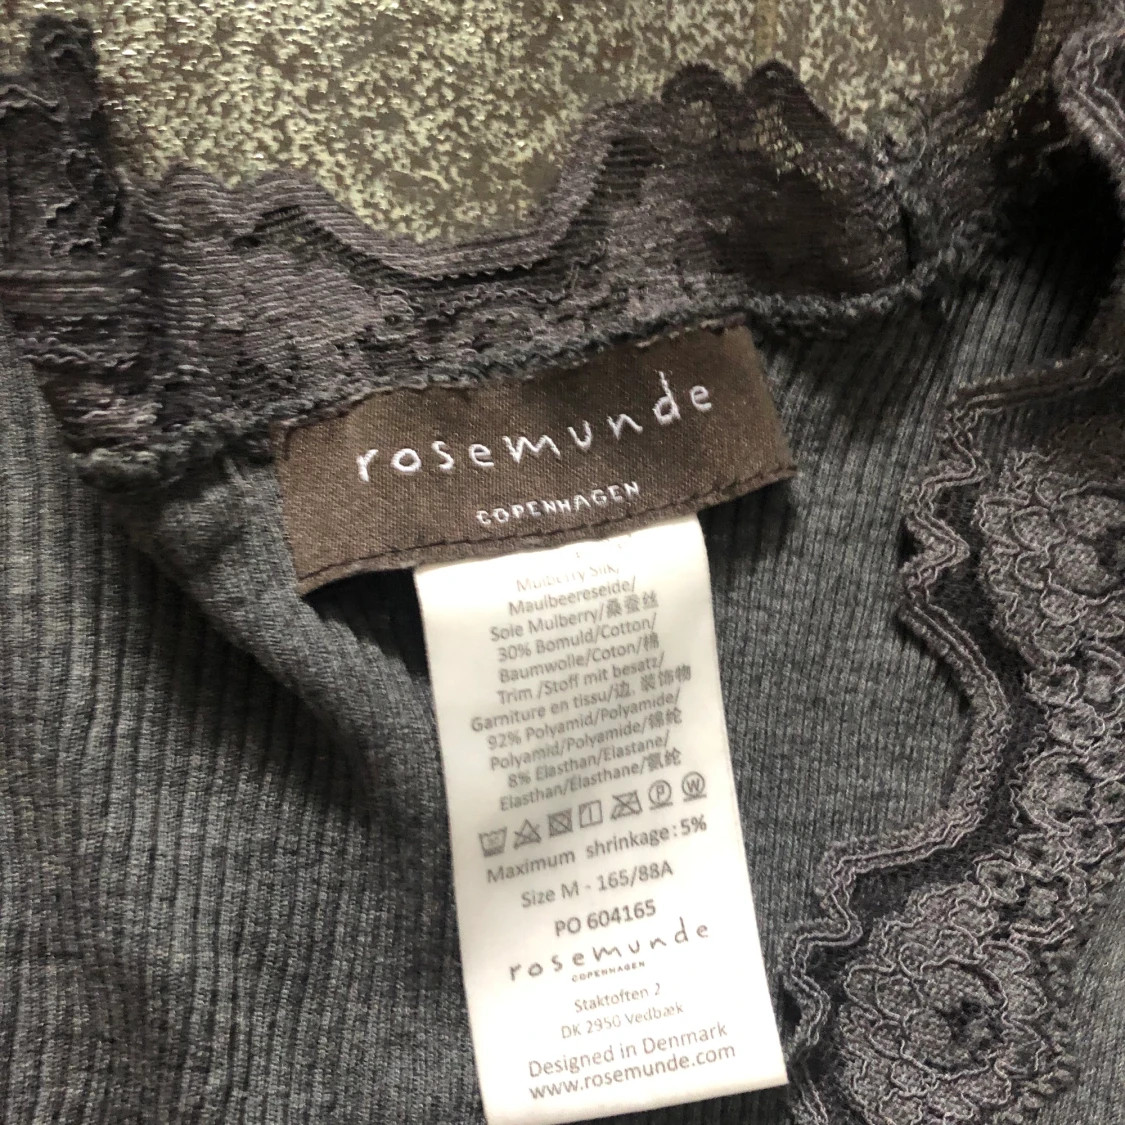 rosemunde
COPENHAGEN
Mulberry Silk/
Maulbeereseide/
Soie Mulberry/桑蚕丝
30% Bomuld/Cotton/
Baumwolle/Coton/棉
Trim /Stoff mit besatz/
Garniture en tissu/边, 装饰物
92% Polyamid/Polyamide/
Polyamid/Polyamide/锦纶
8% Elasthan/Elastane/
Elasthan/Elasthane/氨纶
P W
Maximum shrinkage: 5%
Size M - 165/88A
PO 604165
rosemunde
COPENHAGEN
Staktoften 2
DK 2950 Vedbæk
Designed in Denmark
www.rosemunde.com